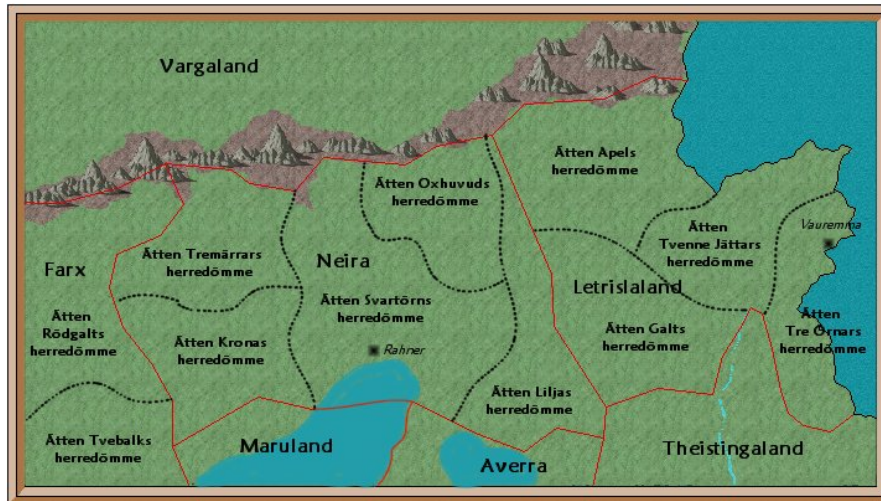 Vargaland
Ätten Apels
herredömme
Ätten Oxhuvuds
herredömme
Ätten
Tvenne Jättars
herredömme
Vauremma
Ätten Tremärrars
herredömme
Neira
Farx
Letrislaland
Ätten
Rödgalts
herredömme
Ätten Svartörns
herredömme
Ätten
Tre Örnars
herredömme
Ätten Kronas
herredömme
Ätten Galts
herredömme
Rahner
Ätten Liljas
herredömme
Ätten Tvebalks
herredömme
Maruland
Averra
Theistingaland